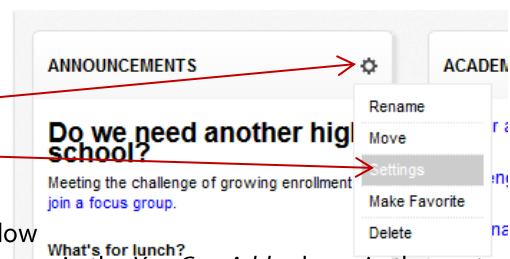 ANNOUNCEMENTS
ACADEM
Rename
Do we need another high
Move
school?
Settings
Meeting the challenge of growing enrollment
Make Favorite
join a focus group.
Delete
low
What's for lunch?